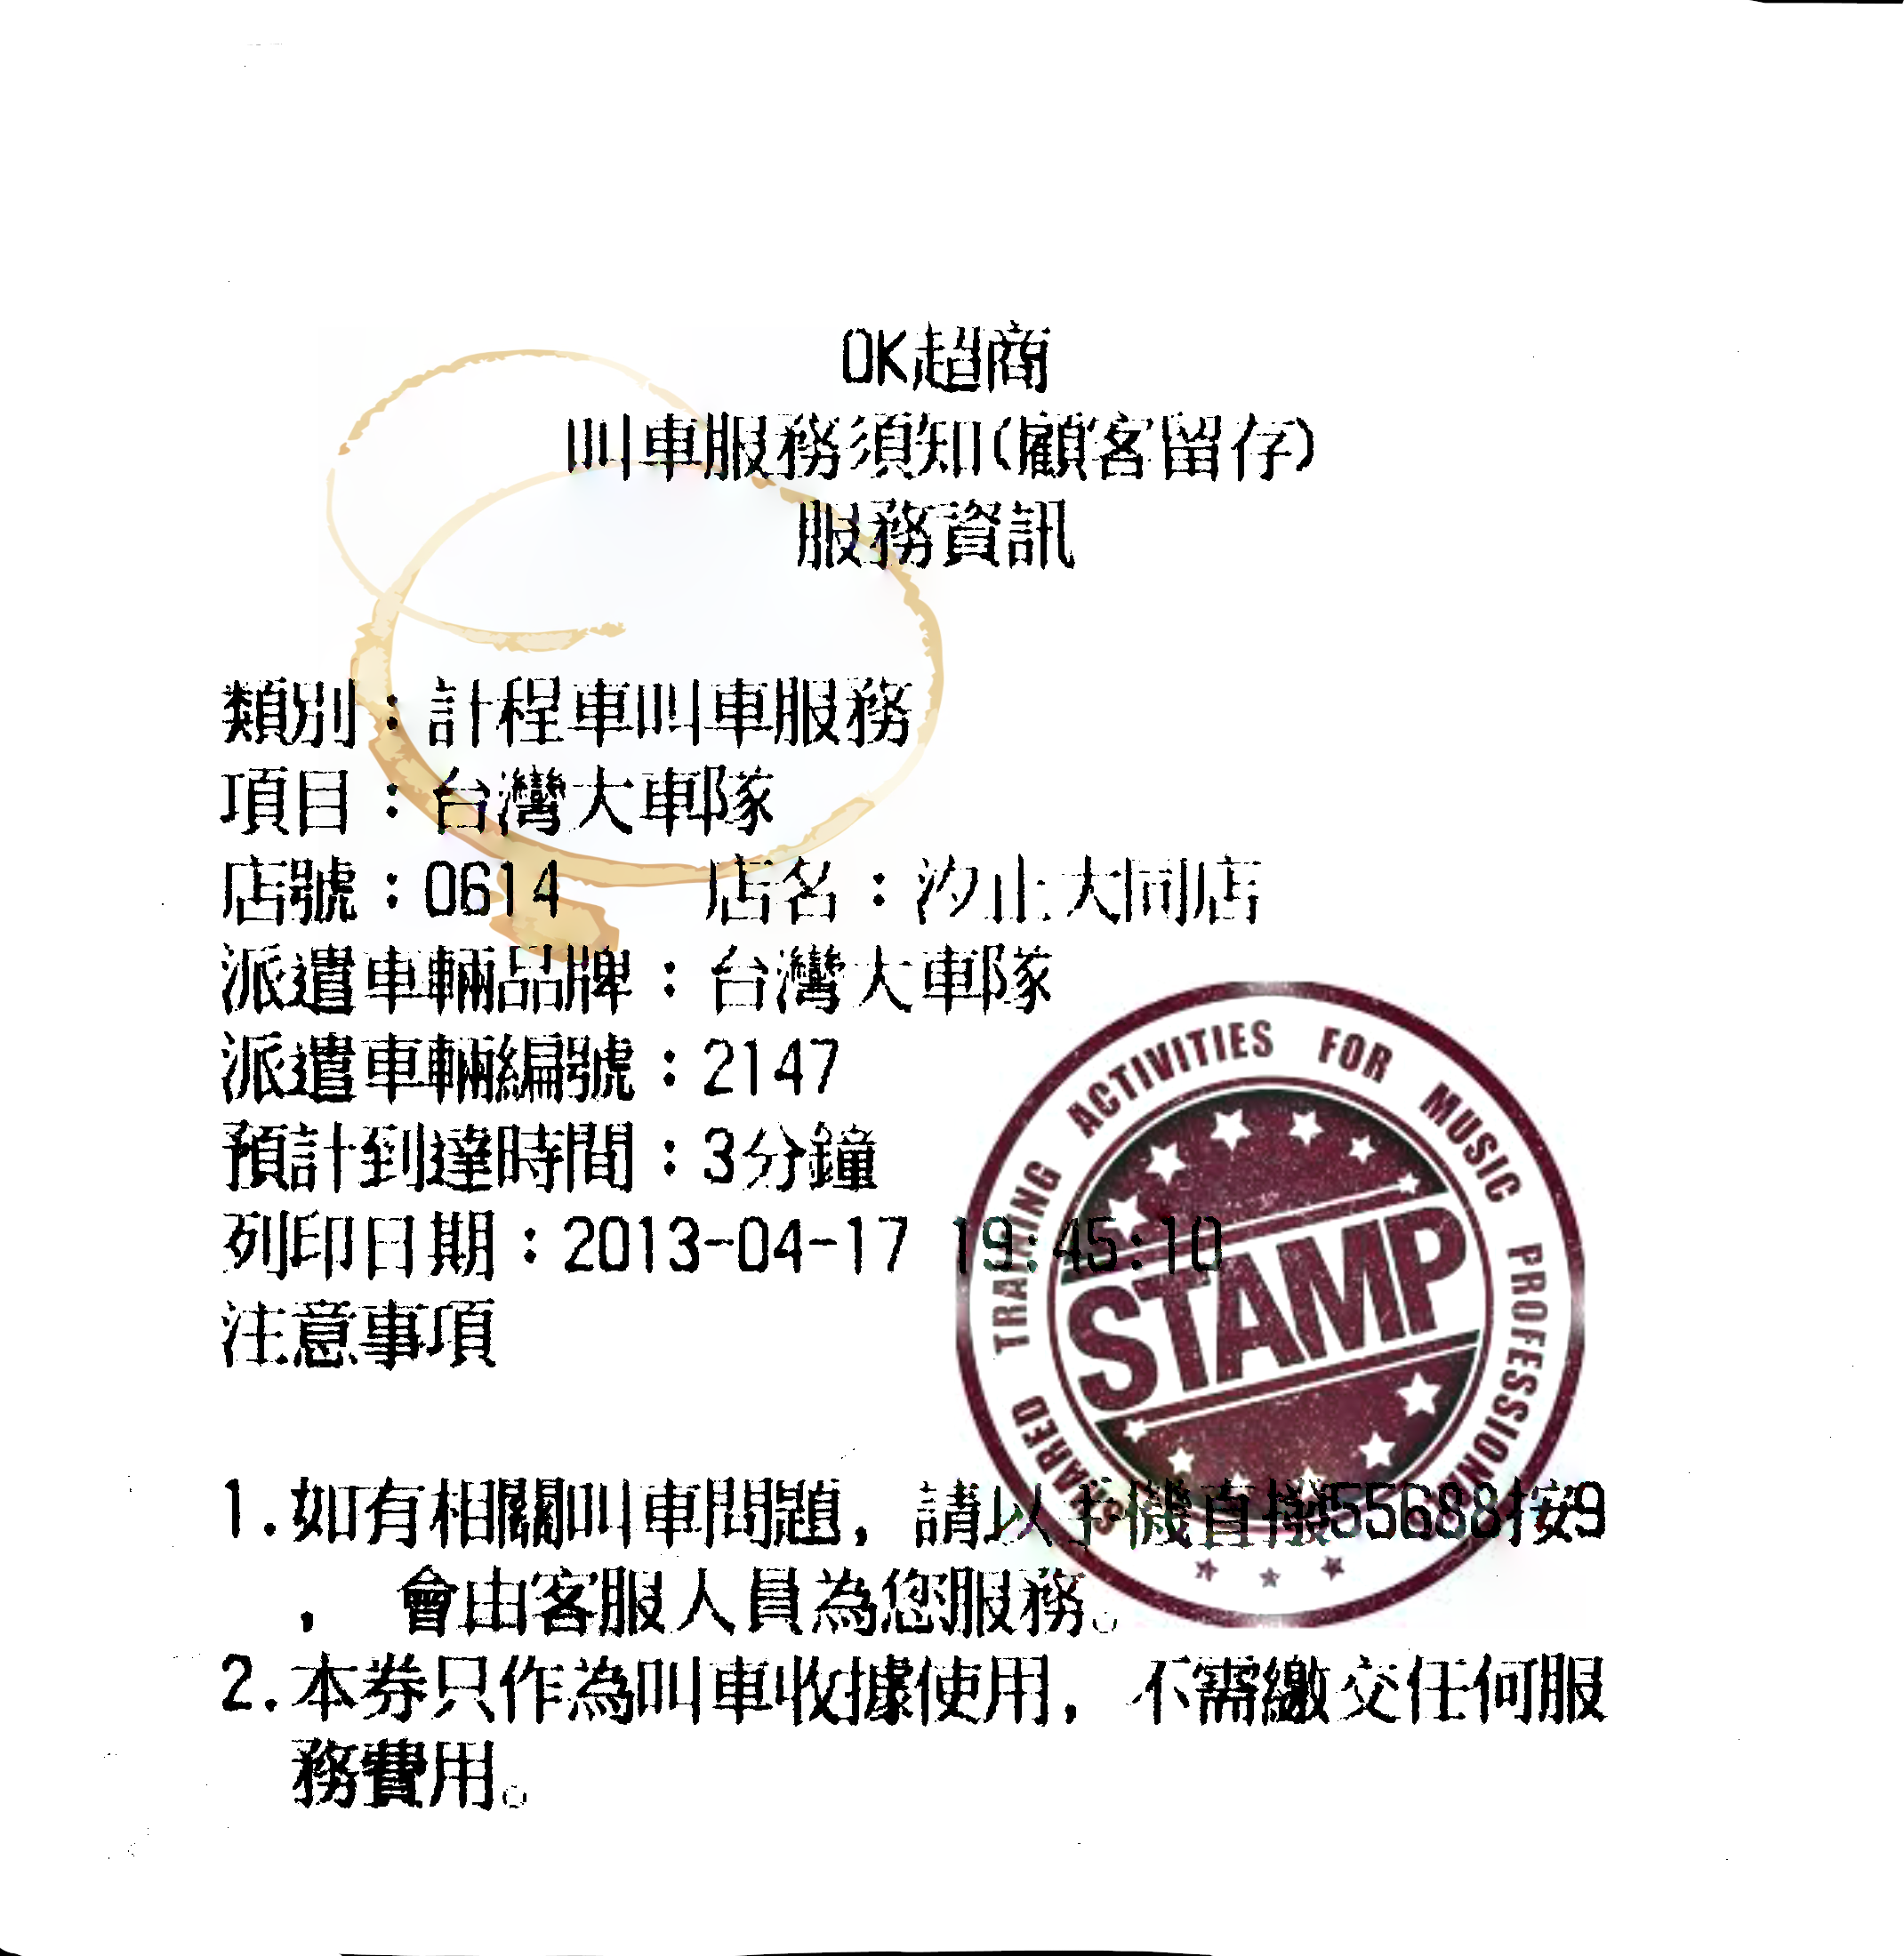 OK超商
叫車服務須知(顧客留存)
服務資訊
類別：計程車叫車服務
項目：台灣大車隊
店號：0614 店名：汐止大同店
派遣車輛品牌：台灣大車隊
派遣車輛編號：2147
預計到達時間：3分鐘
列印日期：2013-04-17 19:45:10
注意事項
1.如有相關叫車問題，請以手機直撥55688按9
， 會由客服人員為您服務。
2.本券只作為叫車收據使用，不需繳交任何服
務費用。
SHARED TRAINING ACTIVITIES FOR MUSIC PROFESSIONALS
STAMP